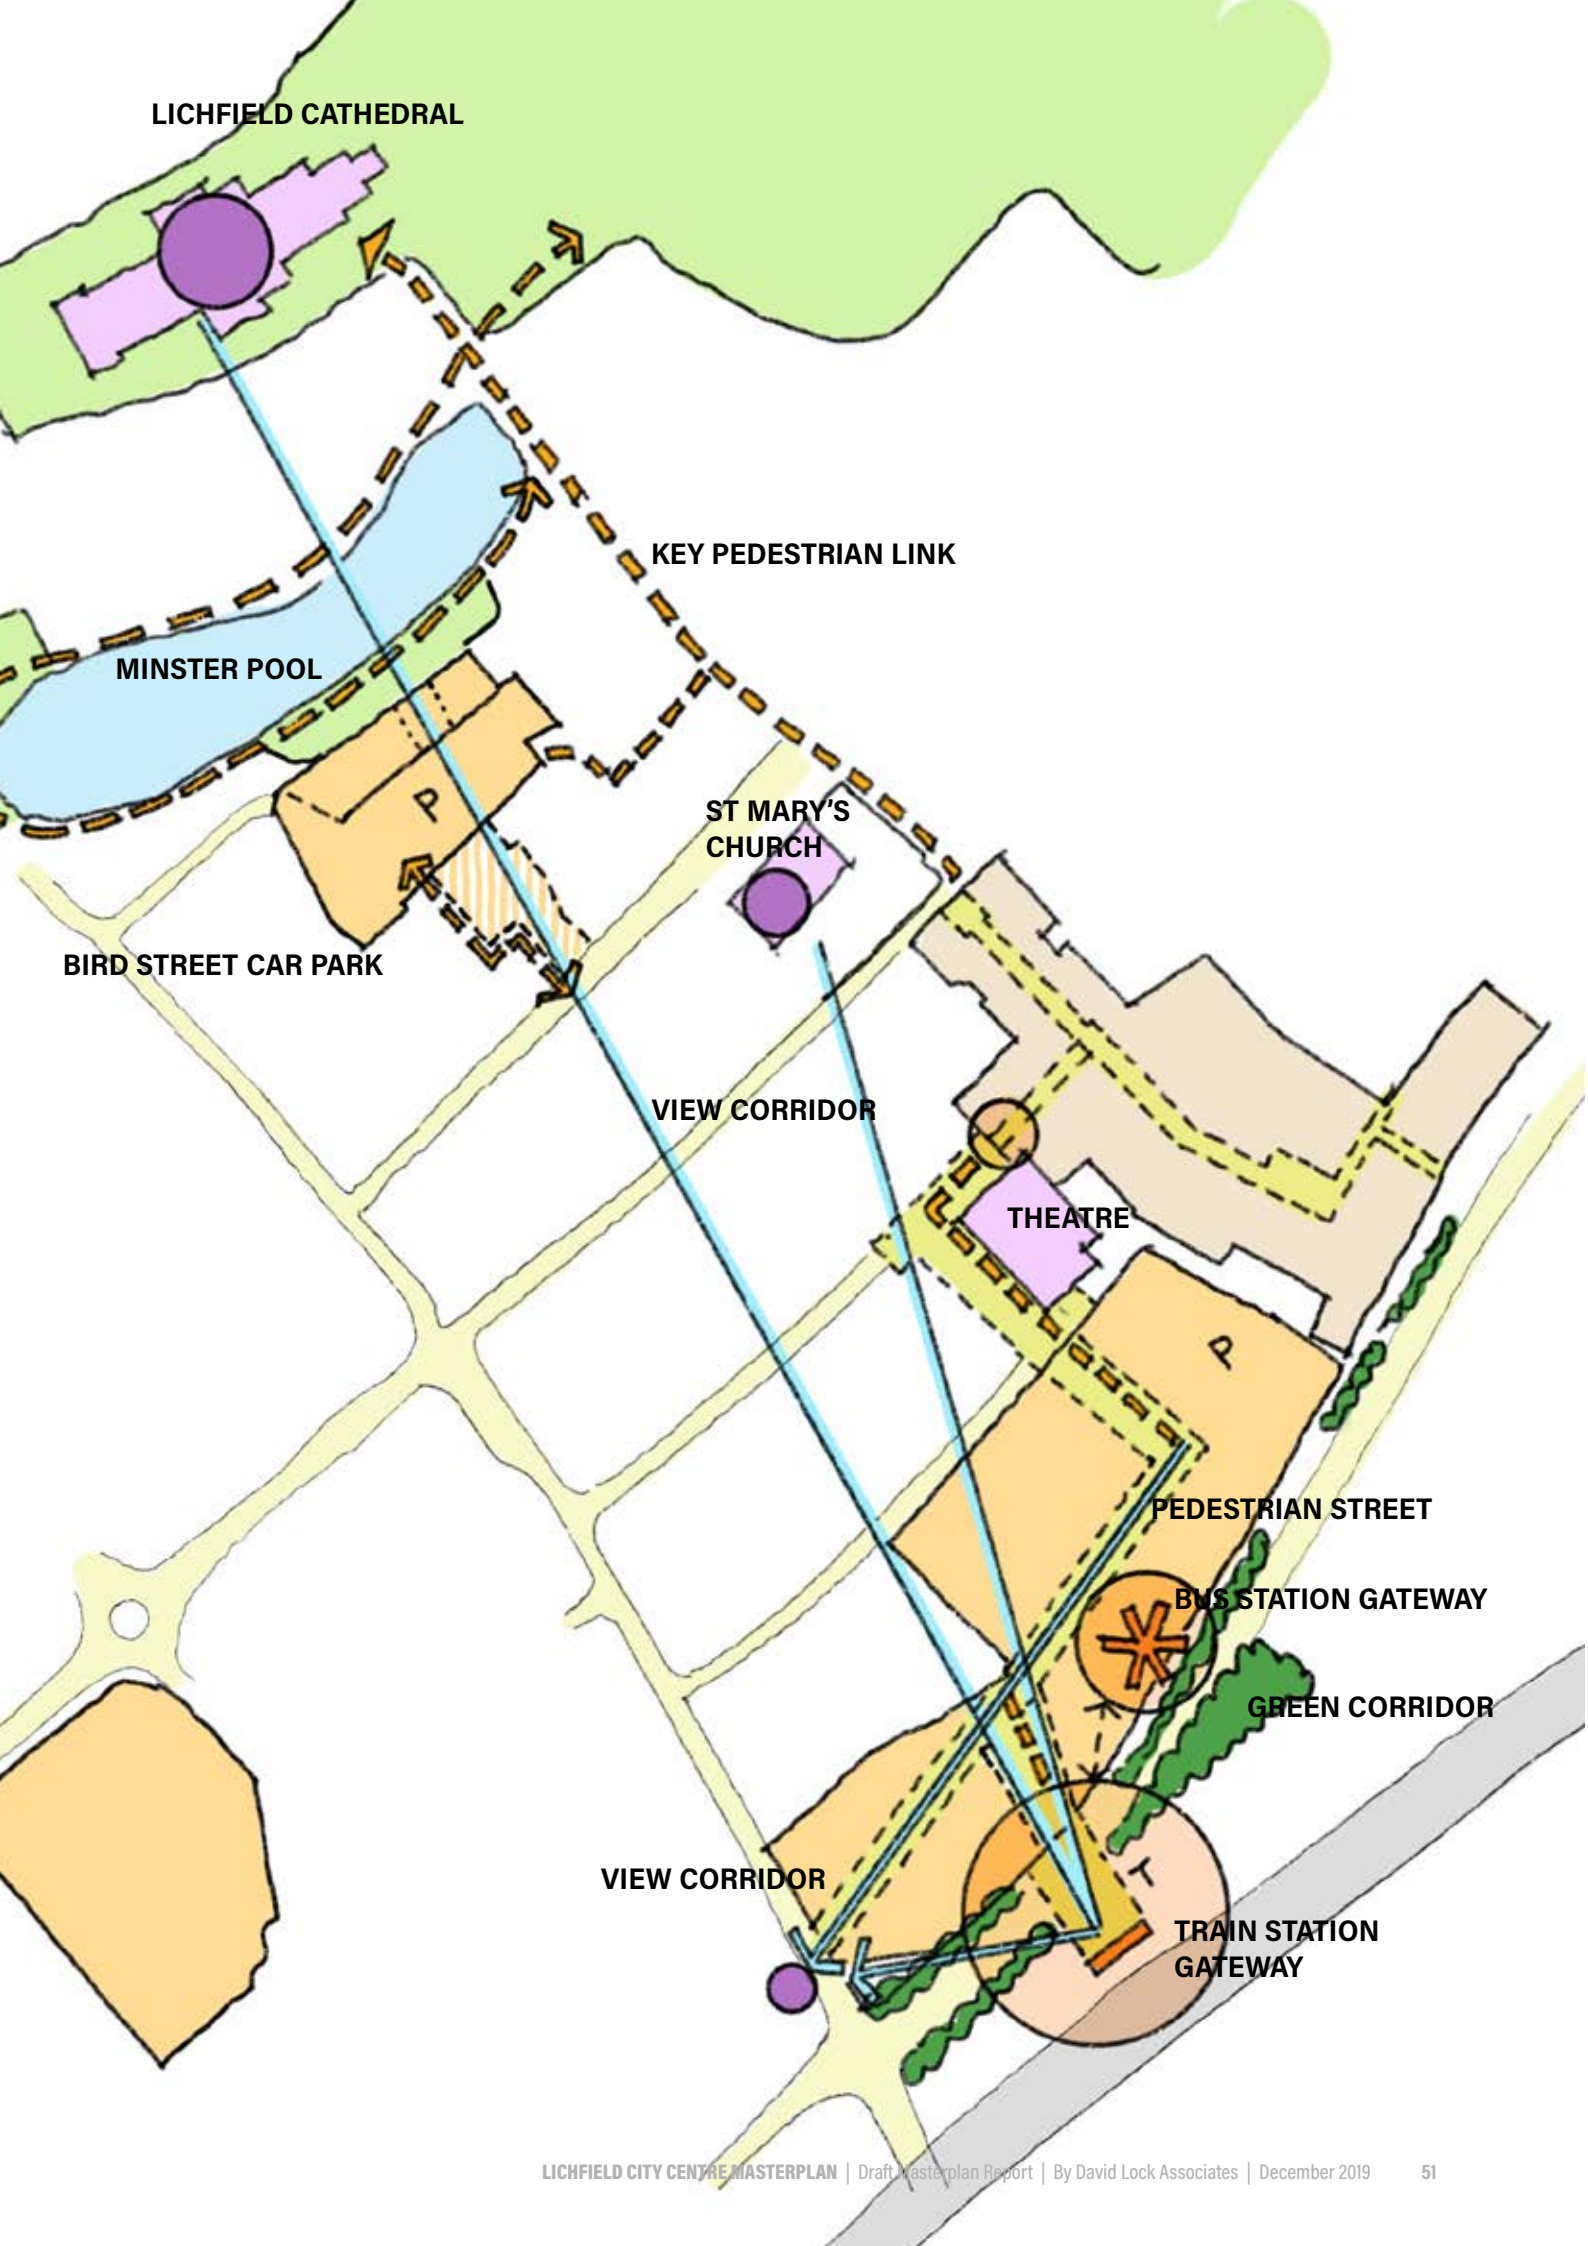 LICHFIELD CATHEDRAL
KEY PEDESTRIAN LINK
MINSTER POOL
P
ST MARY'S
CHURCH
BIRD STREET CAR PARK
VIEW CORRIDOR
THEATRE
P
PEDESTRIAN STREET
BUS STATION GATEWAY
GREEN CORRIDOR
VIEW CORRIDOR
TRAIN STATION
GATEWAY
LICHFIELD CITY CENTRE MASTERPLAN | Draft Masterplan Report | By David Lock Associates | December 2019 51